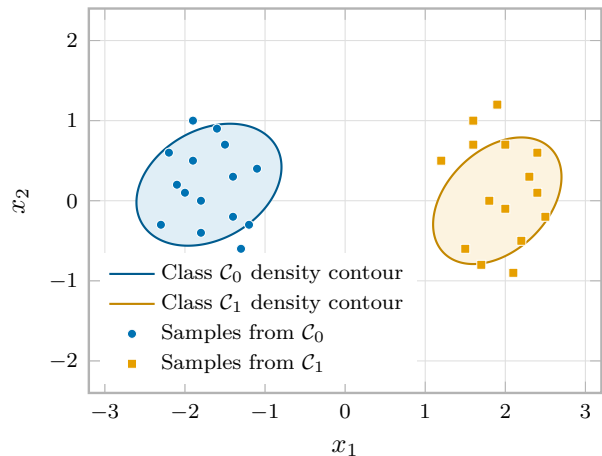 2
1
0
−1
−2
x₂
Class C₀ density contour
Class C₁ density contour
Samples from C₀
Samples from C₁
−3 −2 −1 0 1 2 3
x₁